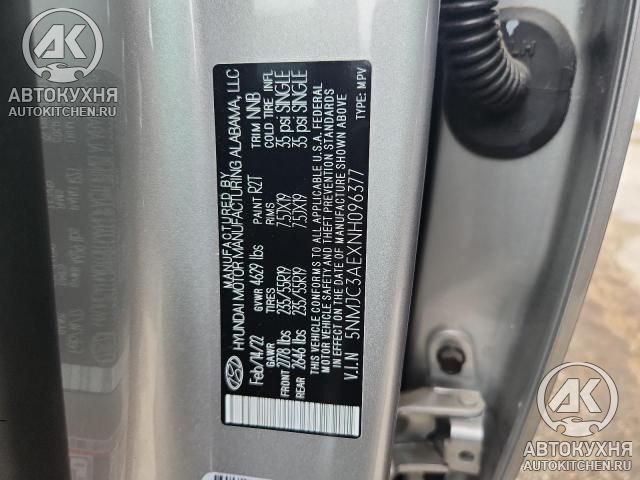 MANUFACTURED BY
HYUNDAI MOTOR MANUFACTURING ALABAMA, LLC
Feb/14/22 GVWR 4629 lbs PAINT R2T TRIM NNB
GAWR TIRES RIMS COLD TIRE INFL
FRONT 2778 lbs 235/55R19 7.5JX19 35 psi SINGLE
REAR 2646 lbs 235/55R19 7.5JX19 35 psi SINGLE
THIS VEHICLE CONFORMS TO ALL APPLICABLE U.S.A. FEDERAL
MOTOR VEHICLE SAFETY AND THEFT PREVENTION STANDARDS
IN EFFECT ON THE DATE OF MANUFACTURE SHOWN ABOVE.
V.I.N 5NMJC3AEXNH096377 TYPE: MPV
АК
АВТОКУХНЯ
AUTOKITCHEN.RU
АК
АВТОКУХНЯ
AUTOKITCHEN.RU